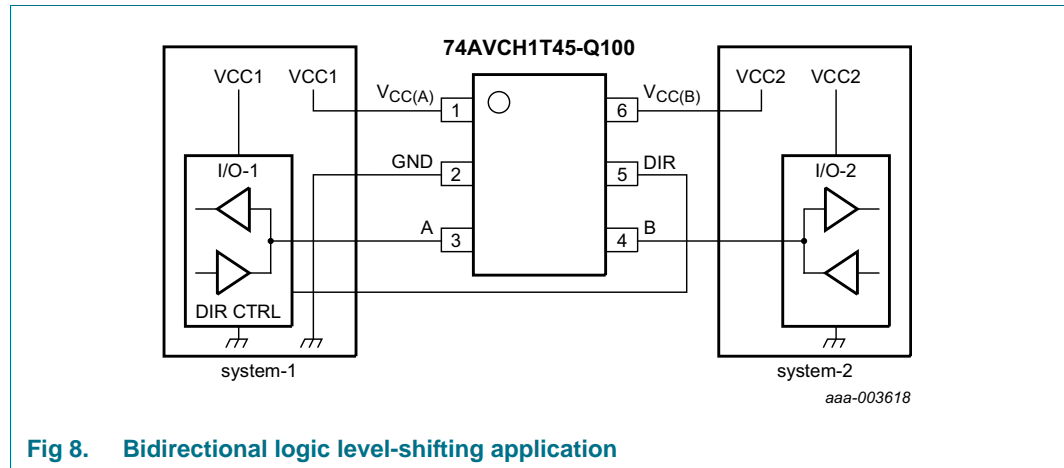 74AVCH1T45-Q100
VCC1 VCC1 VCC(A) 1 6 VCC(B) VCC2 VCC2
I/O-1 GND 2 5 DIR I/O-2
A 3 4 B
DIR CTRL
system-1 system-2
aaa-003618
Fig 8. Bidirectional logic level-shifting application